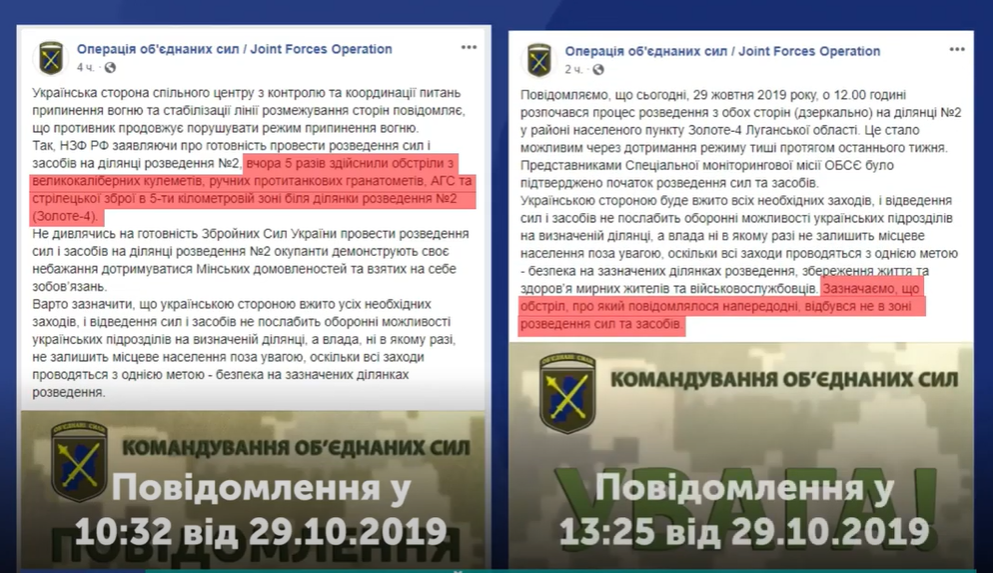 Операція об'єднаних сил / Joint Forces Operation
4 ч. ·
Українська сторона спільного центру з контролю та координації питань
припинення вогню та стабілізації лінії розмежування сторін повідомляє,
що противник продовжує порушувати режим припинення вогню.
Так, НЗФ РФ заявляючи про готовність провести розведення сил і
засобів на ділянці розведення №2, вчора 5 разів здійснили обстріли з
великокаліберних кулеметів, ручних протитанкових гранатометів, АГС та
стрілецької зброї в 5-ти кілометровій зоні біля ділянки розведення №2
(Золоте-4).
Не дивлячись на готовність Збройних Сил України провести розведення
сил і засобів на ділянці розведення №2 окупанти демонструють своє
небажання дотримуватися Мінських домовленостей та взятих на себе
зобов'язань.
Варто зазначити, що українською стороною вжито усіх необхідних
заходів, і відведення сил і засобів не послабить оборонні можливості
українських підрозділів на визначеній ділянці, а влада, ні в якому разі,
не залишить місцеве населення поза увагою, оскільки всі заходи
проводяться з однією метою - безпека на зазначених ділянках
розведення.
ОБ'ЄДНАНІ СИЛИ
КОМАНДУВАННЯ ОБ'ЄДНАНИХ СИЛ
ПОВІДОМЛЕННЯ
Повідомлення у
10:32 від 29.10.2019
Операція об'єднаних сил / Joint Forces Operation
2 ч. ·
Повідомляємо, що сьогодні, 29 жовтня 2019 року, о 12.00 годині
розпочався процес розведення з обох сторін (дзеркально) на ділянці №2
у районі населеного пункту Золоте-4 Луганської області. Це стало
можливим через дотримання режиму тиші протягом останнього тижня.
Представниками Спеціальної моніторингової місії ОБСЄ було
підтверджено початок розведення сил та засобів.
Українською стороною буде вжито всіх необхідних заходів, і відведення
сил і засобів не послабить оборонні можливості українських підрозділів
на визначеній ділянці, а влада ні в якому разі не залишить місцеве
населення поза увагою, оскільки всі заходи проводяться з однією метою
- безпека на зазначених ділянках розведення, збереження життя та
здоров'я мирних жителів та військовослужбовців. Зазначаємо, що
обстріл, про який повідомлялося напередодні, відбувся не в зоні
розведення сил та засобів.
ОБ'ЄДНАНІ СИЛИ
КОМАНДУВАННЯ ОБ'ЄДНАНИХ СИЛ
УВАГА!
Повідомлення у
13:25 від 29.10.2019